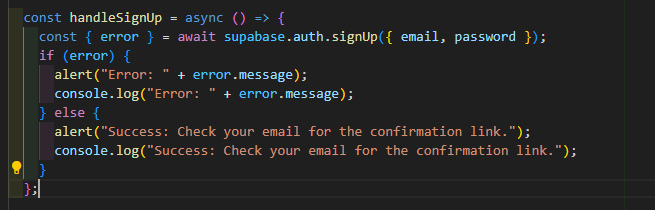 const handleSignUp = async () => {
  const { error } = await supabase.auth.signUp({ email, password });
  if (error) {
    alert("Error: " + error.message);
    console.log("Error: " + error.message);
  } else {
    alert("Success: Check your email for the confirmation link.");
    console.log("Success: Check your email for the confirmation link.");
  }
};